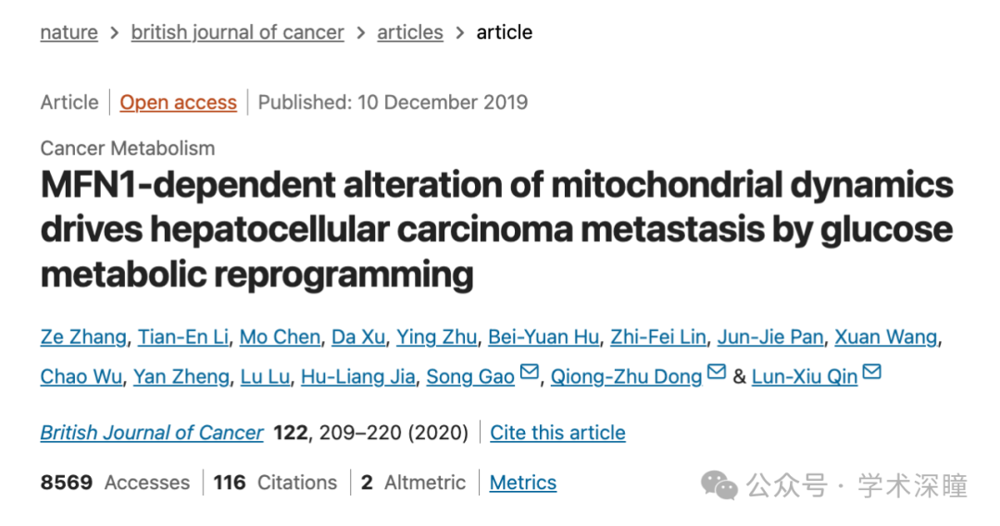 nature > british journal of cancer > articles > article
Article | Open access | Published: 10 December 2019
Cancer Metabolism
MFN1-dependent alteration of mitochondrial dynamics
drives hepatocellular carcinoma metastasis by glucose
metabolic reprogramming
Ze Zhang, Tian-En Li, Mo Chen, Da Xu, Ying Zhu, Bei-Yuan Hu, Zhi-Fei Lin, Jun-Jie Pan, Xuan Wang,
Chao Wu, Yan Zheng, Lu Lu, Hu-Liang Jia, Song Gao, Qiong-Zhu Dong & Lun-Xiu Qin
British Journal of Cancer 122, 209–220 (2020) | Cite this article
8569 Accesses | 116 Citations | 2 Altmetric | Metrics
公众号 · 学术深瞳